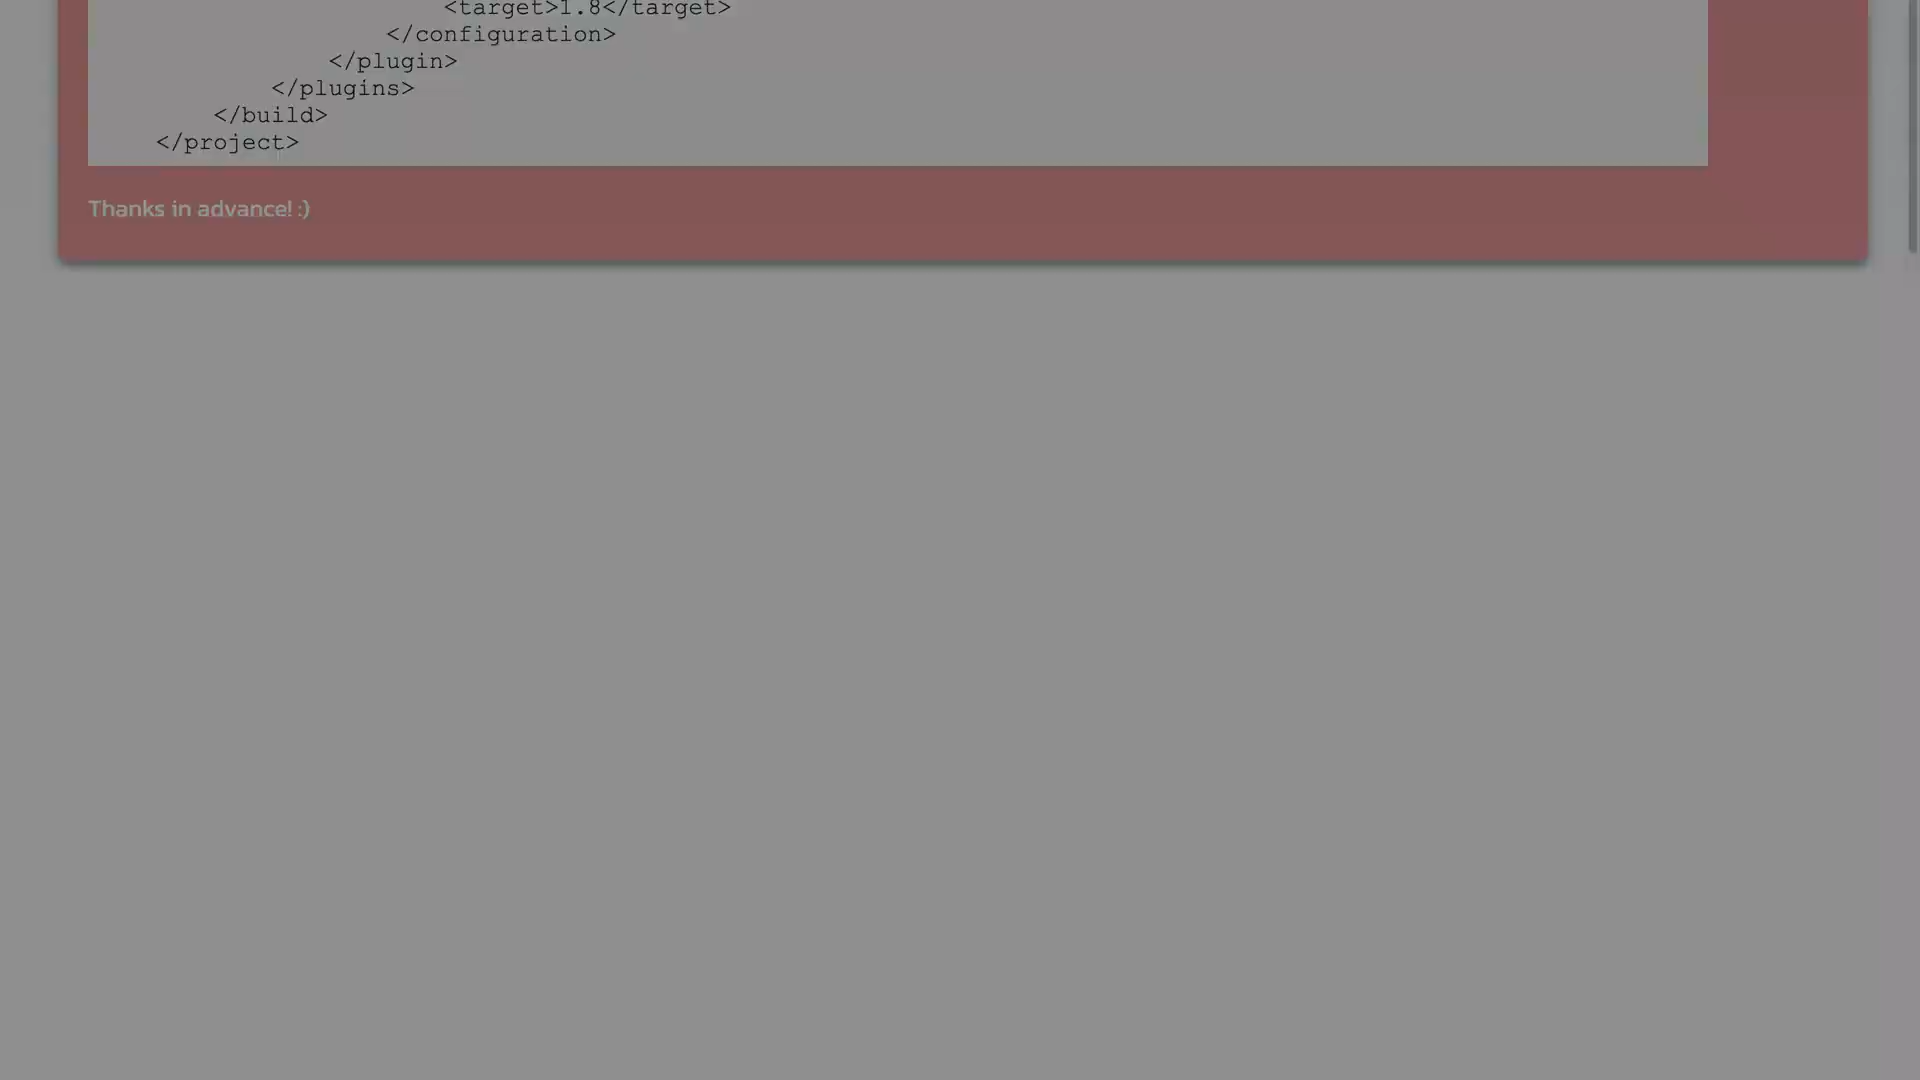 <target>1.8</target>
</configuration>
</plugin>
</plugins>
</build>
</project>
Thanks in advance! :)